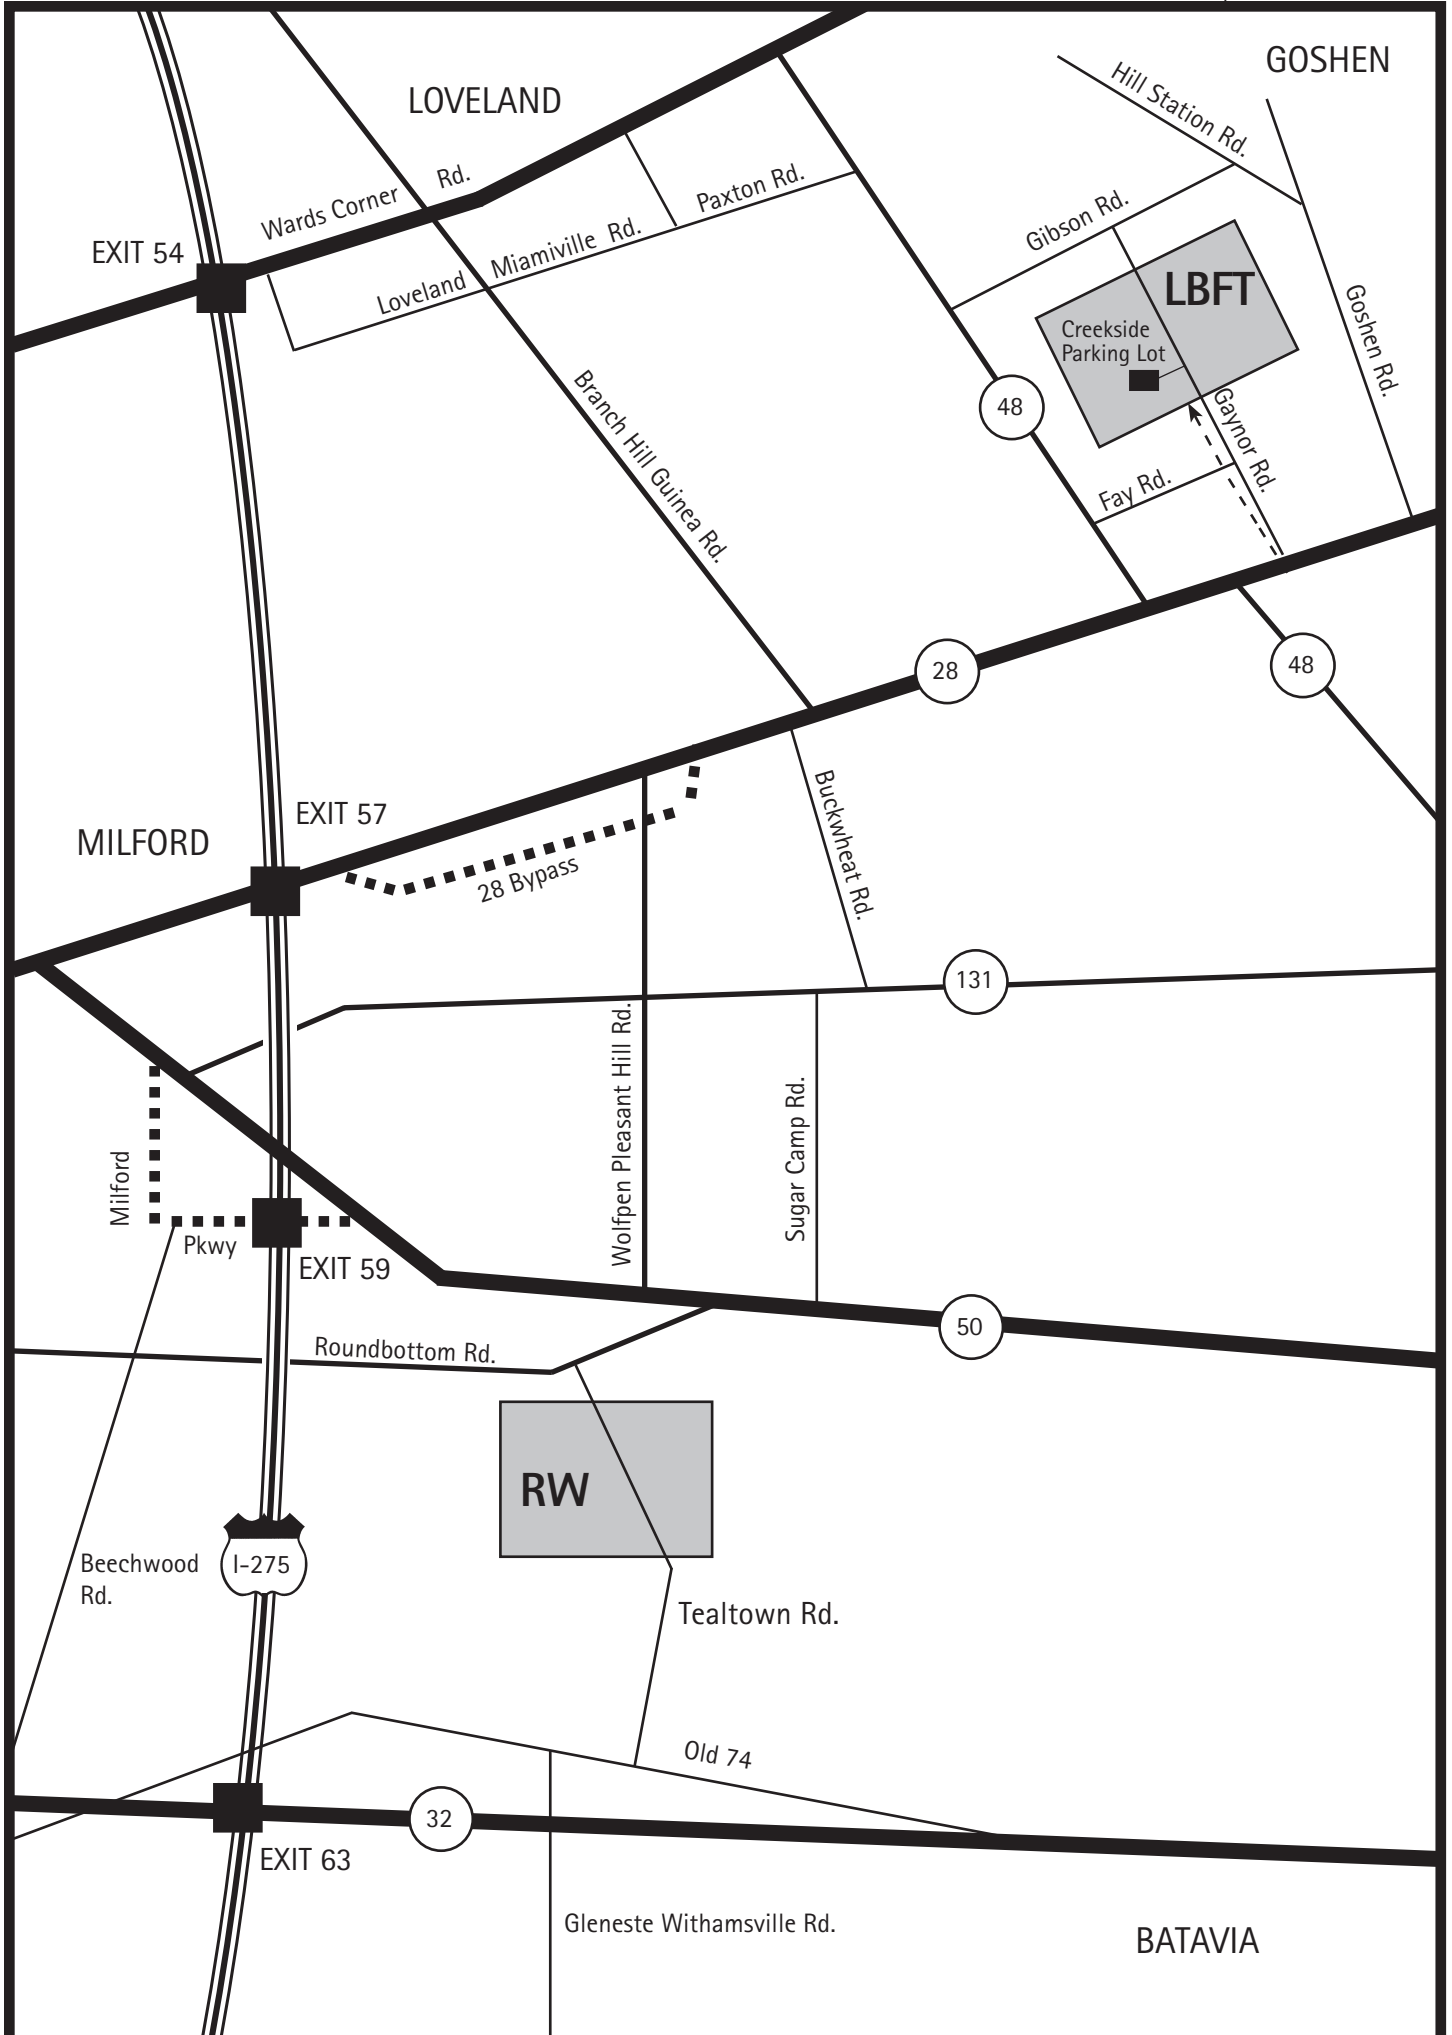 GOSHEN
Hill Station Rd.
LOVELAND
Wards Corner Rd.
Paxton Rd.
Gibson Rd.
EXIT 54
Loveland Miamiville Rd.
LBFT
Creekside
Parking Lot
Goshen Rd.
48
Branch Hill Guinea Rd.
Gaynor Rd.
Fay Rd.
28
48
EXIT 57
MILFORD
28 Bypass
Buckwheat Rd.
131
Wolfpen Pleasant Hill Rd.
Sugar Camp Rd.
Milford
Pkwy
EXIT 59
50
Roundbottom Rd.
RW
I-275
Beechwood
Rd.
Tealtown Rd.
Old 74
32
EXIT 63
Gleneste Withamsville Rd.
BATAVIA